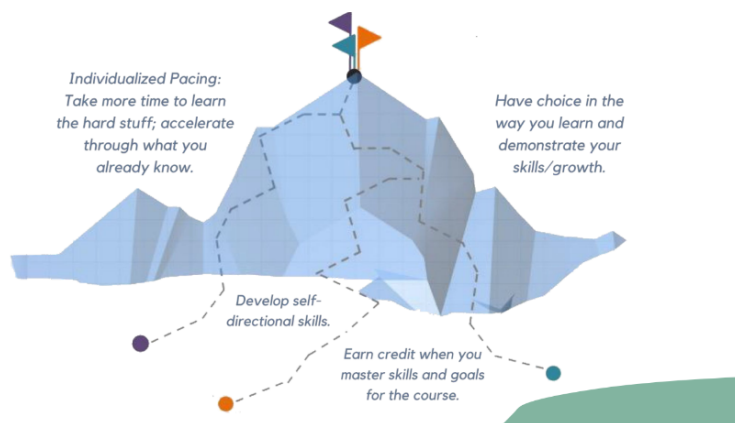 Individualized Pacing:
Take more time to learn
the hard stuff; accelerate
through what you
already know.
Have choice in the
way you learn and
demonstrate your
skills/growth.
Develop self-
directional skills.
Earn credit when you
master skills and goals
for the course.